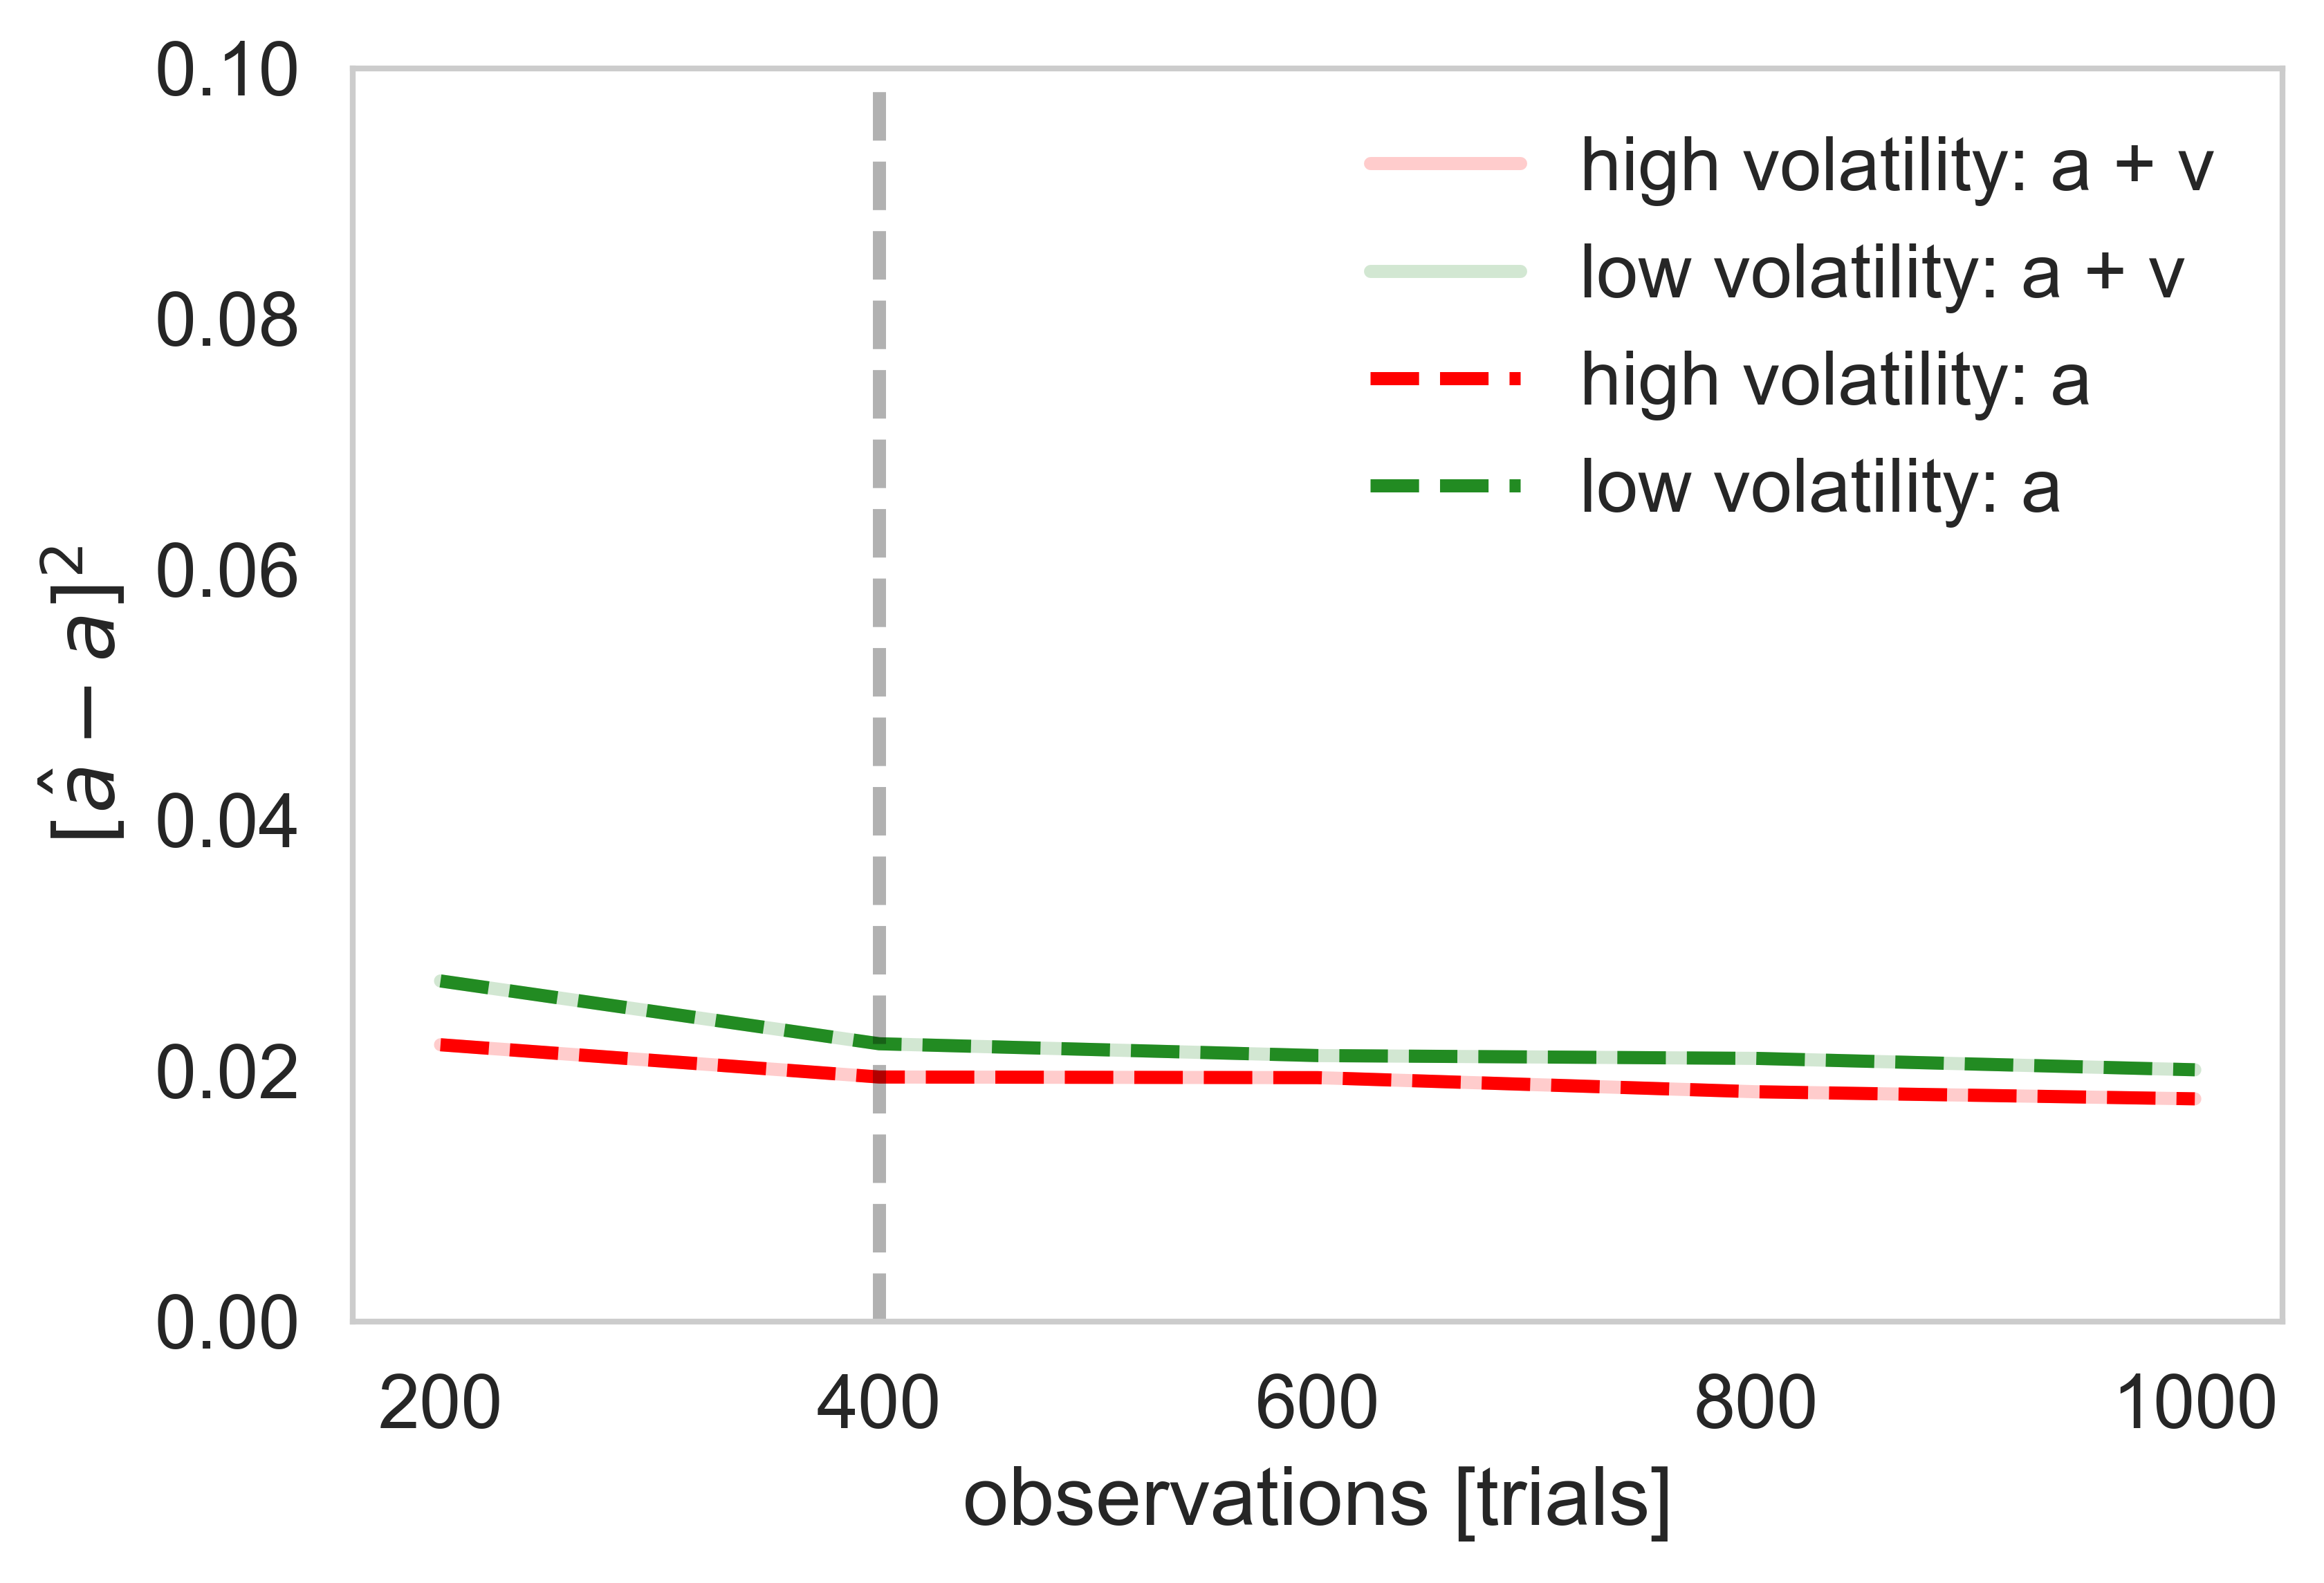 0.10
0.08
0.06
0.04
0.02
0.00
[â − a]²
200 400 600 800 1000
observations [trials]
high volatility: a + v
low volatility: a + v
high volatility: a
low volatility: a